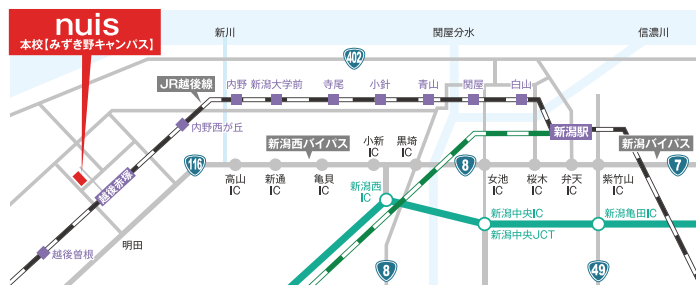 nuis
本校【みずき野キャンパス】
新川
関屋分水
信濃川
402
JR越後線
内野
新潟大学前
寺尾
小針
青山
関屋
白山
内野西が丘
新潟駅
116
新潟西バイパス
小新
IC
黒埼
IC
8
新潟バイパス
7
高山
IC
新通
IC
亀貝
IC
女池
IC
桜木
IC
弁天
IC
紫竹山
IC
越後赤塚
新潟西
IC
新潟中央IC
新潟中央JCT
新潟亀田IC
明田
越後曽根
8
49